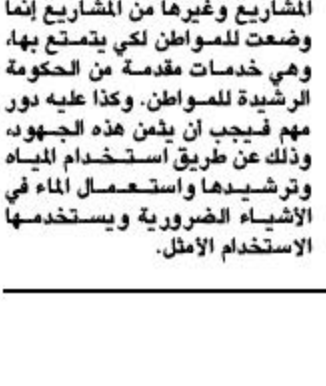 المشاريع وغيرها من المشاريع إنما
وضعت للمواطن لكي يتمتع بها،
وهي خدمات مقدمة من الحكومة
الرشيدة للمواطن. وكذا عليه دور
مهم فيجب أن يثمن هذه الجهود،
وذلك عن طريق استخدام المياه
وترشيدها واستعمال الماء في
الأشياء الضرورية ويستخدمها
الاستخدام الأمثل.